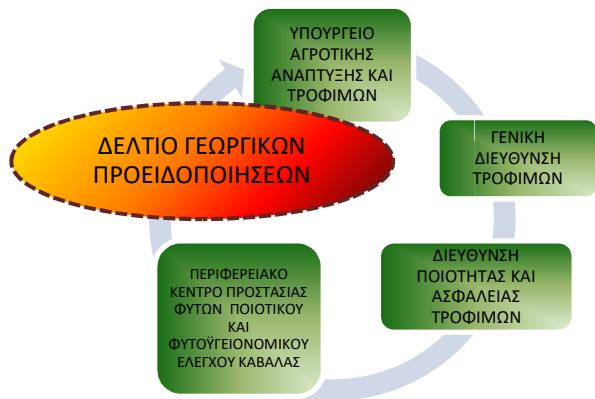 ΥΠΟΥΡΓΕΙΟ
ΑΓΡΟΤΙΚΗΣ
ΑΝΑΠΤΥΞΗΣ ΚΑΙ
ΤΡΟΦΙΜΩΝ
ΓΕΝΙΚΗ
ΔΙΕΥΘΥΝΣΗ
ΤΡΟΦΙΜΩΝ
ΔΙΕΥΘΥΝΣΗ
ΠΟΙΟΤΗΤΑΣ ΚΑΙ
ΑΣΦΑΛΕΙΑΣ
ΤΡΟΦΙΜΩΝ
ΠΕΡΙΦΕΡΕΙΑΚΟ
ΚΕΝΤΡΟ ΠΡΟΣΤΑΣΙΑΣ
ΦΥΤΩΝ ΠΟΙΟΤΙΚΟΥ
ΚΑΙ
ΦΥΤΟΫΓΕΙΟΝΟΜΙΚΟΥ
ΕΛΕΓΧΟΥ ΚΑΒΑΛΑΣ
ΔΕΛΤΙΟ ΓΕΩΡΓΙΚΩΝ
ΠΡΟΕΙΔΟΠΟΙΗΣΕΩΝ